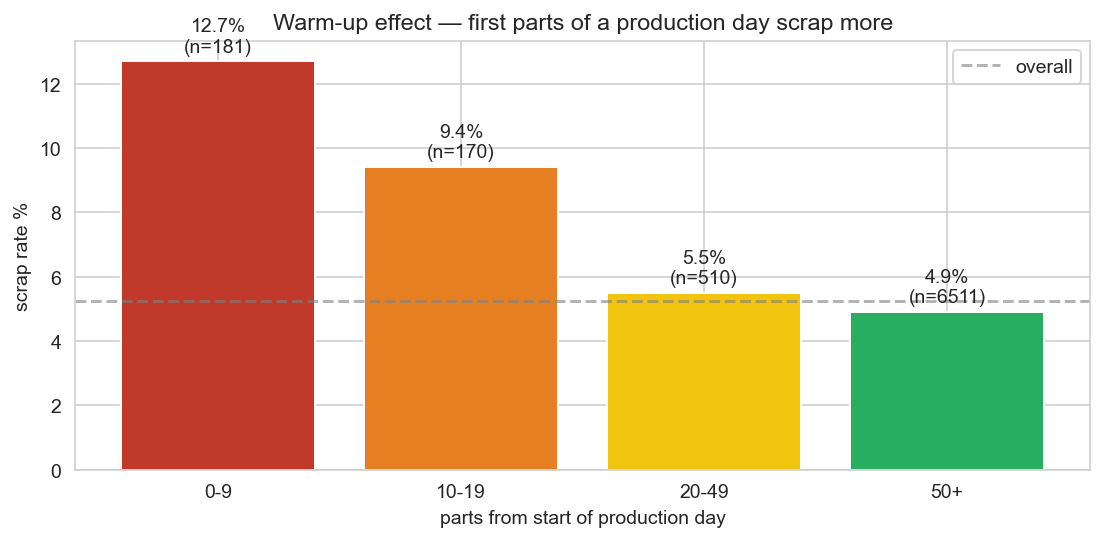 Warm-up effect — first parts of a production day scrap more
overall
scrap rate %
12
10
8
6
4
2
0
12.7%
(n=181)
9.4%
(n=170)
5.5%
(n=510)
4.9%
(n=6511)
0-9
10-19
20-49
50+
parts from start of production day